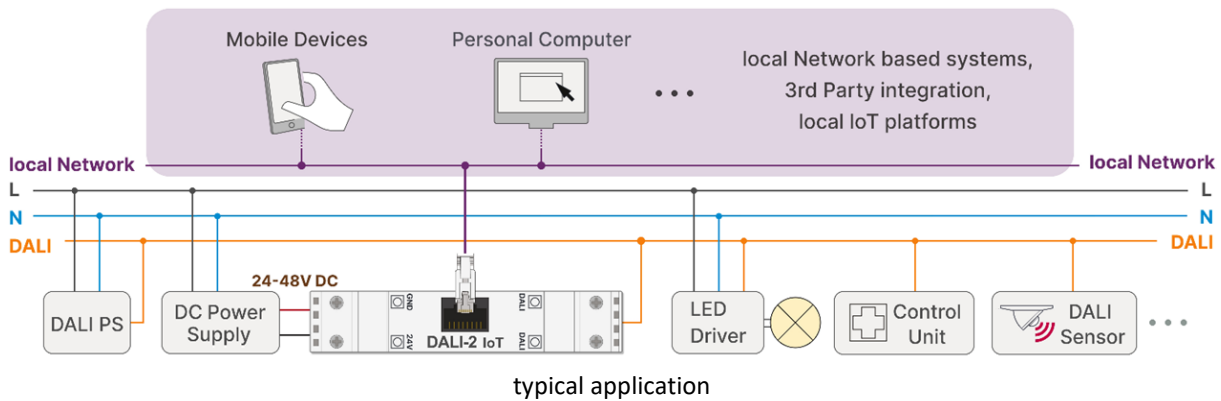 Mobile Devices
Personal Computer
local Network based systems,
3rd Party integration,
local IoT platforms
• • •
local Network
local Network
L
L
N
N
DALI
DALI
24-48V DC
DALI PS
DC Power
Supply
GND
24V
DALI
DALI
DALI-2 IoT
LED
Driver
Control
Unit
DALI
Sensor
• • •
typical application